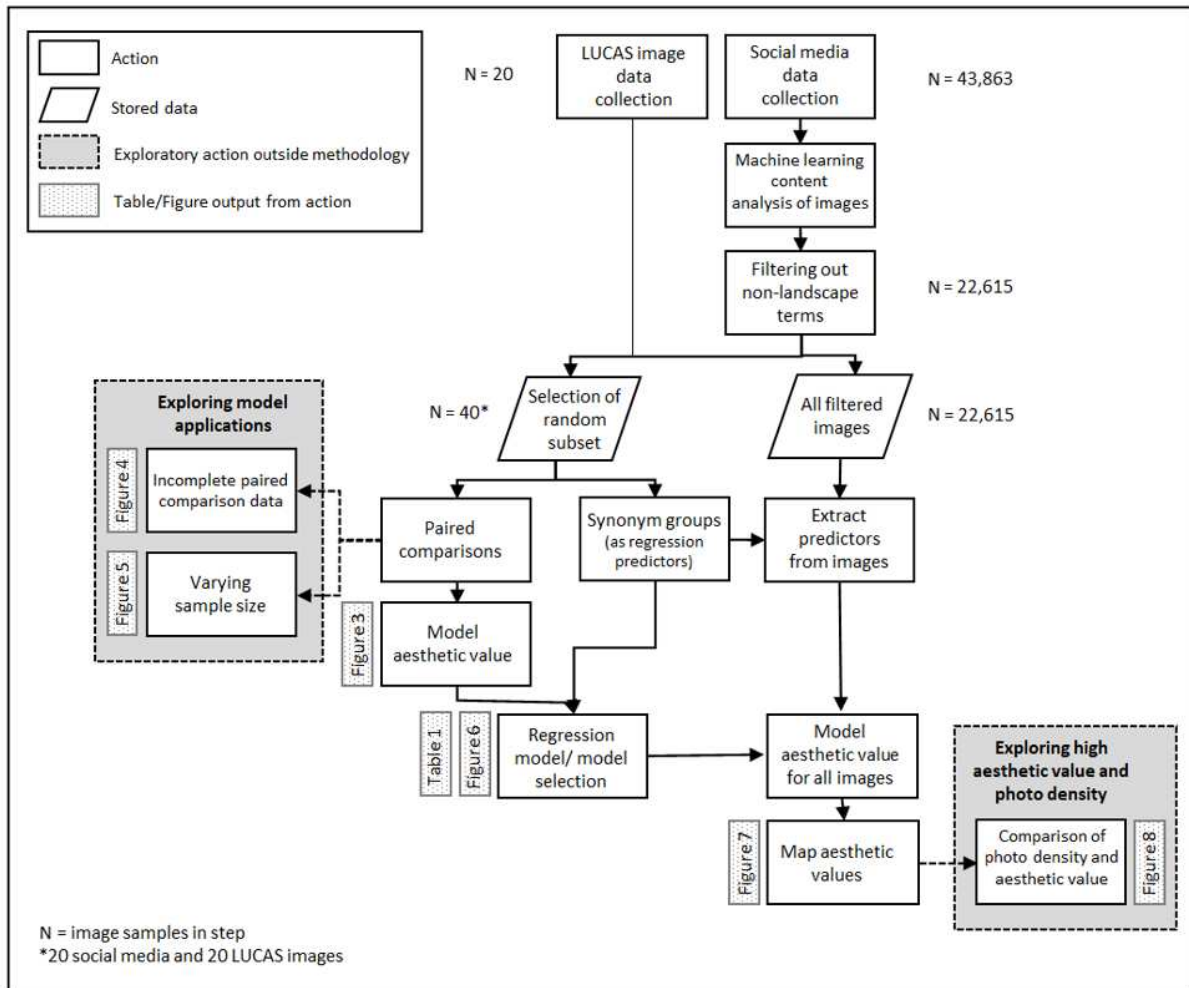 Action
Stored data
Exploratory action outside methodology
Table/Figure output from action
N = 20
LUCAS image
data
collection
Social media
data
collection
N = 43,863
Machine learning
content
analysis of images
Filtering out
non-landscape
terms
N = 22,615
N = 40*
Selection of
random
subset
All filtered
images
N = 22,615
Exploring model
applications
Figure 4
Incomplete paired
comparison data
Figure 5
Varying
sample size
Paired
comparisons
Synonym groups
(as regression
predictors)
Extract
predictors
from images
Figure 3
Model
aesthetic value
Table 1
Figure 6
Regression
model/ model
selection
Model
aesthetic value
for all images
Exploring high
aesthetic value and
photo density
Figure 7
Map aesthetic
values
Comparison of
photo density and
aesthetic value
Figure 8
N = image samples in step
*20 social media and 20 LUCAS images